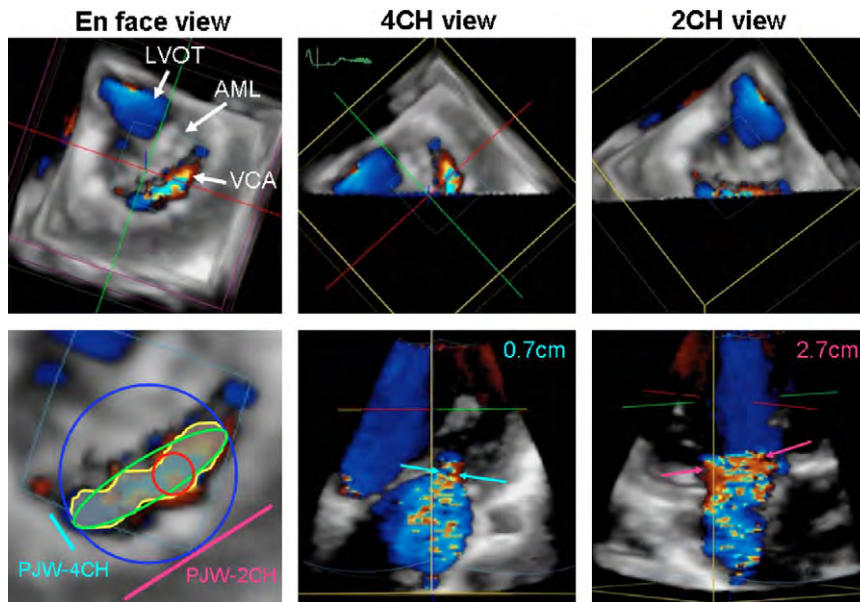 En face view
4CH view
2CH view
LVOT
AML
VCA
0.7cm
2.7cm
PJW-4CH
PJW-2CH